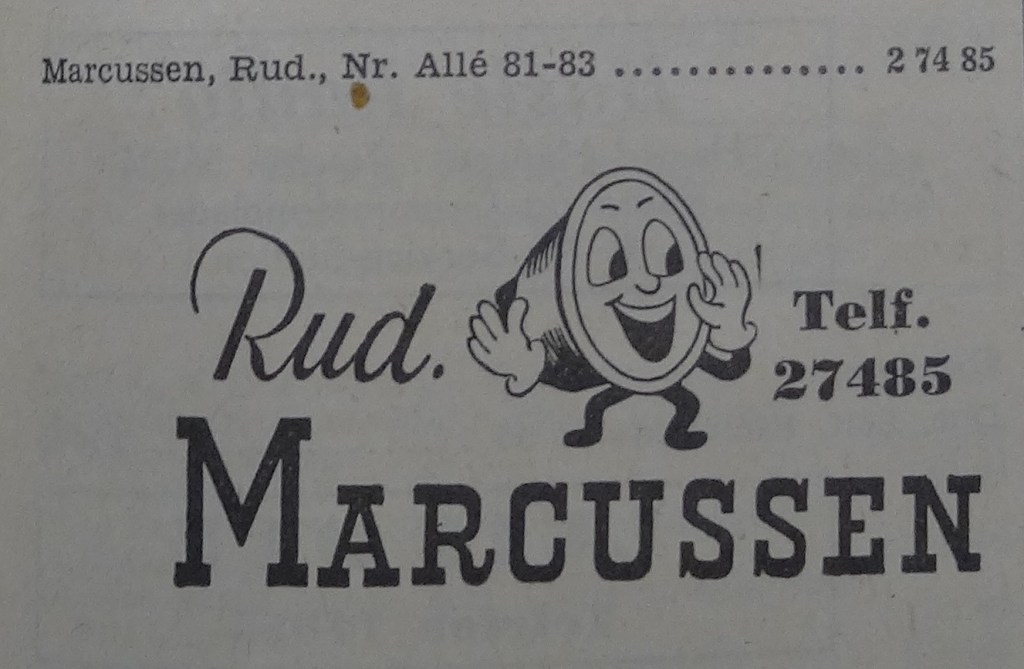 Marcussen, Rud., Nr. Allé 81-83 .............. 2 74 85
Rud.
Telf.
27485
MARCUSSEN